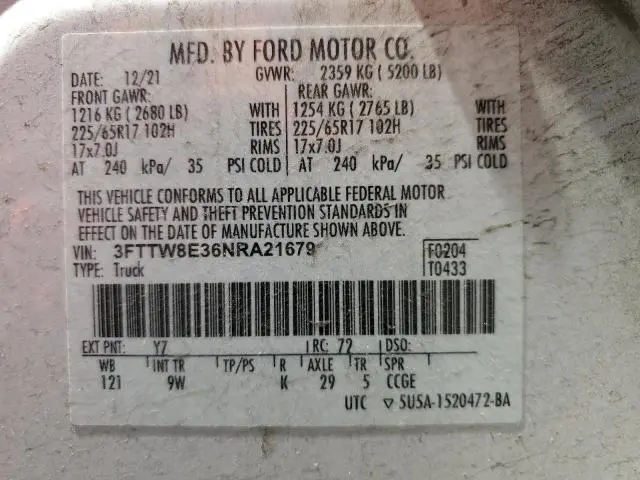 MFD. BY FORD MOTOR CO.
DATE: 12/21 GVWR: 2359 KG ( 5200 LB)
FRONT GAWR: REAR GAWR:
1216 KG ( 2680 LB) WITH 1254 KG ( 2765 LB) WITH
225/65R17 102H TIRES 225/65R17 102H TIRES
17x7.0J RIMS 17x7.0J RIMS
AT 240 kPa/ 35 PSI COLD AT 240 kPa/ 35 PSI COLD
THIS VEHICLE CONFORMS TO ALL APPLICABLE FEDERAL MOTOR
VEHICLE SAFETY AND THEFT PREVENTION STANDARDS IN
EFFECT ON THE DATE OF MANUFACTURE SHOWN ABOVE.
VIN: 3FTTW8E36NRA21679 F0204
TYPE: Truck T0433
EXT PNT: Y7 RC: 72 DSO:
WB INT TR TP/PS R AXLE TR SPR
121 9W K 29 5 CCGE
UTC ▽ 5U5A-1520472-BA